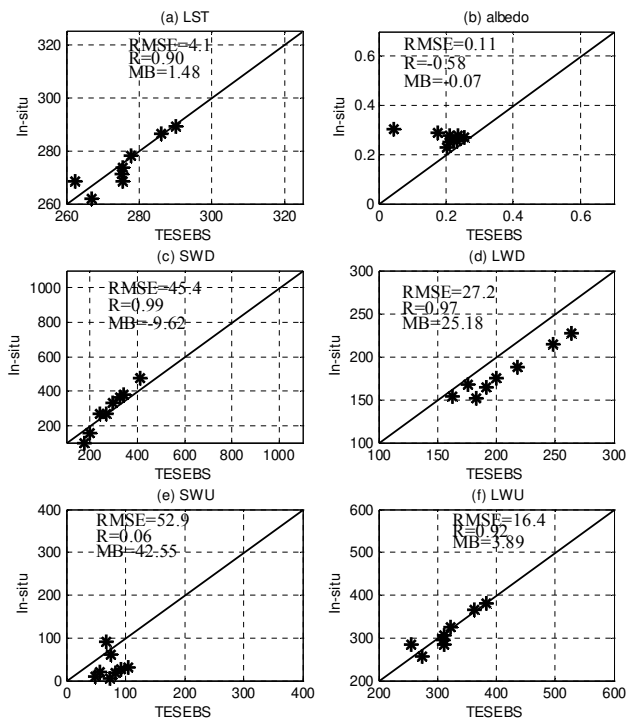 (a) LST
RMSE=4.1
R=0.90
MB=1.48
320
300
280
260
In-situ
260
280
300
320
TESEBS
(b) albedo
RMSE=0.11
R=-0.58
MB=-0.07
0.6
0.4
0.2
0
In-situ
0
0.2
0.4
0.6
TESEBS
(c) SWD
RMSE=45.4
R=0.99
MB=-9.62
1000
800
600
400
200
In-situ
200
400
600
800
1000
TESEBS
(d) LWD
RMSE=27.2
R=0.97
MB=25.18
300
250
200
150
100
In-situ
100
150
200
250
300
TESEBS
(e) SWU
RMSE=52.9
R=0.06
MB=42.55
400
300
200
100
0
In-situ
0
100
200
300
400
TESEBS
(f) LWU
RMSE=16.4
R=0.92
MB=3.89
600
500
400
300
200
In-situ
200
300
400
500
600
TESEBS